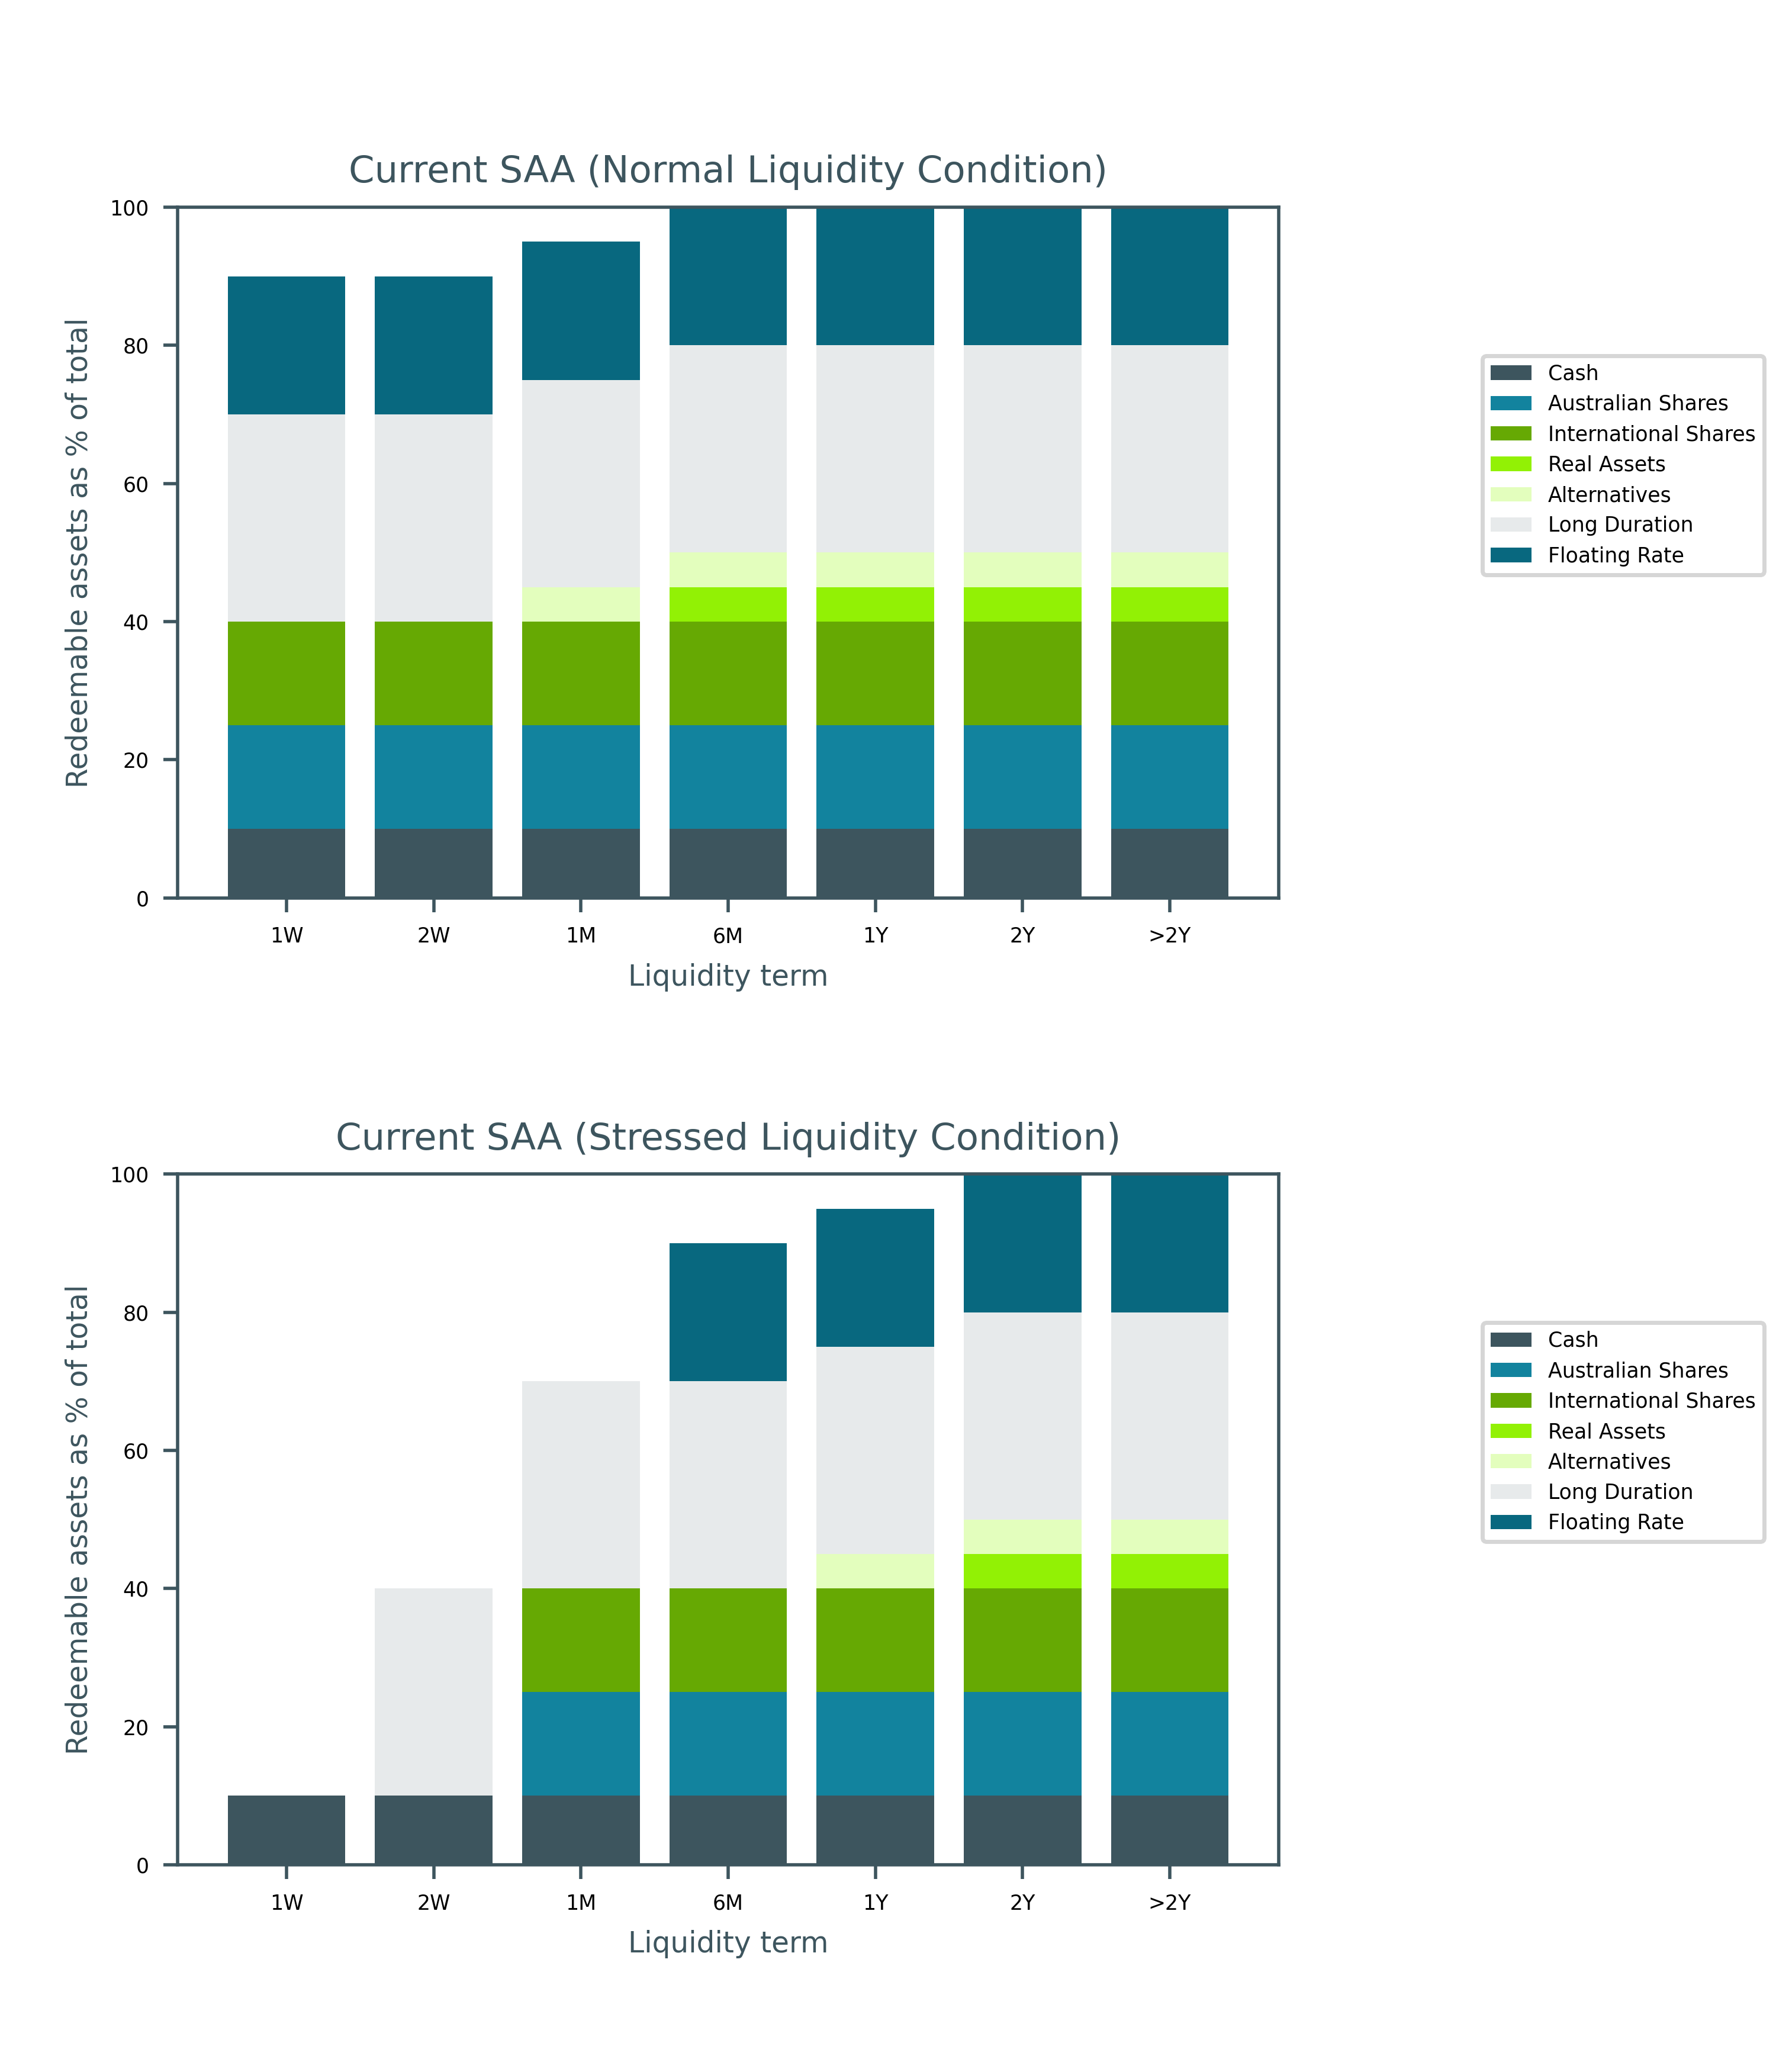 Current SAA (Normal Liquidity Condition)
Redeemable assets as % of total
100
80
60
40
20
0
1W 2W 1M 6M 1Y 2Y >2Y
Liquidity term
Cash
Australian Shares
International Shares
Real Assets
Alternatives
Long Duration
Floating Rate
Current SAA (Stressed Liquidity Condition)
Redeemable assets as % of total
100
80
60
40
20
0
1W 2W 1M 6M 1Y 2Y >2Y
Liquidity term
Cash
Australian Shares
International Shares
Real Assets
Alternatives
Long Duration
Floating Rate